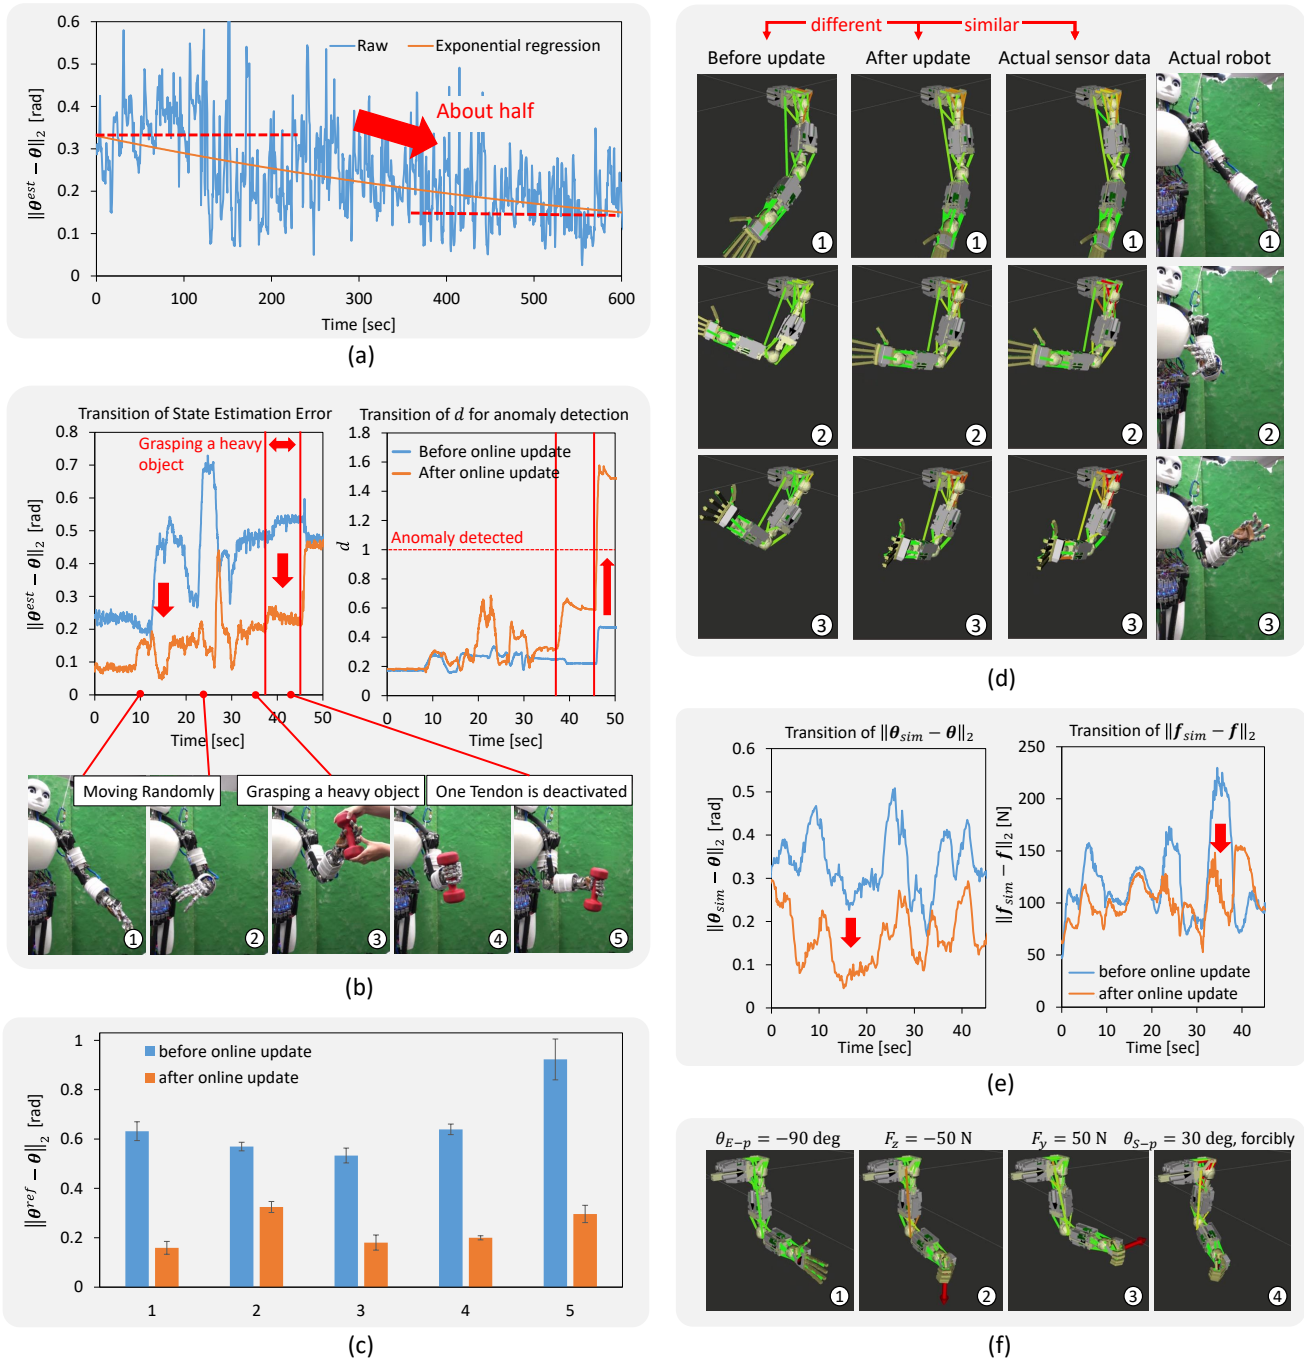 0.6
0.5
0.4
0.3
0.2
0.1
0
‖θ^est − θ‖₂ [rad]
Raw
Exponential regression
About half
0 100 200 300 400 500 600
Time [sec]
(a)
Transition of State Estimation Error
0.8
0.7
0.6
0.5
0.4
0.3
0.2
0.1
0
‖θ^est − θ‖₂ [rad]
Grasping a heavy
object
0 10 20 30 40 50
Time [sec]
Transition of d for anomaly detection
1.8
1.6
1.4
1.2
1
0.8
0.6
0.4
0.2
0
d
Before online update
After online update
Anomaly detected
0 10 20 30 40 50
Time [sec]
Moving Randomly
Grasping a heavy object
One Tendon is deactivated
1 2 3 4 5
(b)
1
0.8
0.6
0.4
0.2
0
‖θ^ref − θ‖₂ [rad]
before online update
after online update
1 2 3 4 5
(c)
different similar
Before update After update Actual sensor data Actual robot
1 1 1 1
2 2 2 2
3 3 3 3
(d)
Transition of ‖θ_sim − θ‖₂
0.6
0.5
0.4
0.3
0.2
0.1
0
‖θ_sim − θ‖₂ [rad]
0 10 20 30 40
Time [sec]
Transition of ‖f_sim − f‖₂
250
200
150
100
50
0
‖f_sim − f‖₂ [N]
before online update
after online update
0 10 20 30 40
Time [sec]
(e)
θ_E−p = −90 deg F_z = −50 N F_y = 50 N θ_S−p = 30 deg, forcibly
1 2 3 4
(f)